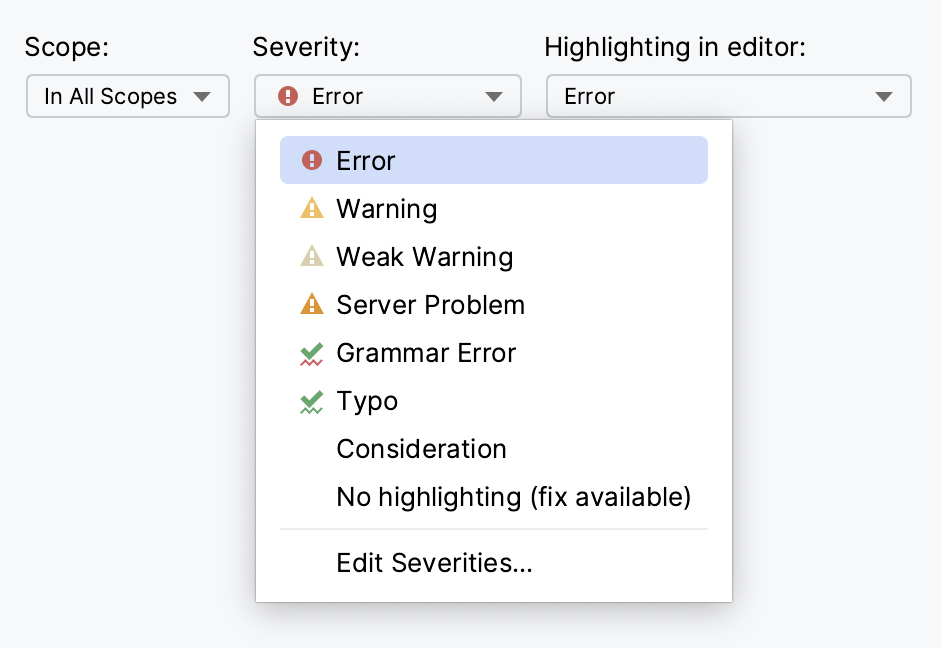 Scope: Severity: Highlighting in editor:
In All Scopes Error Error
Error
Warning
Weak Warning
Server Problem
Grammar Error
Typo
Consideration
No highlighting (fix available)
Edit Severities...